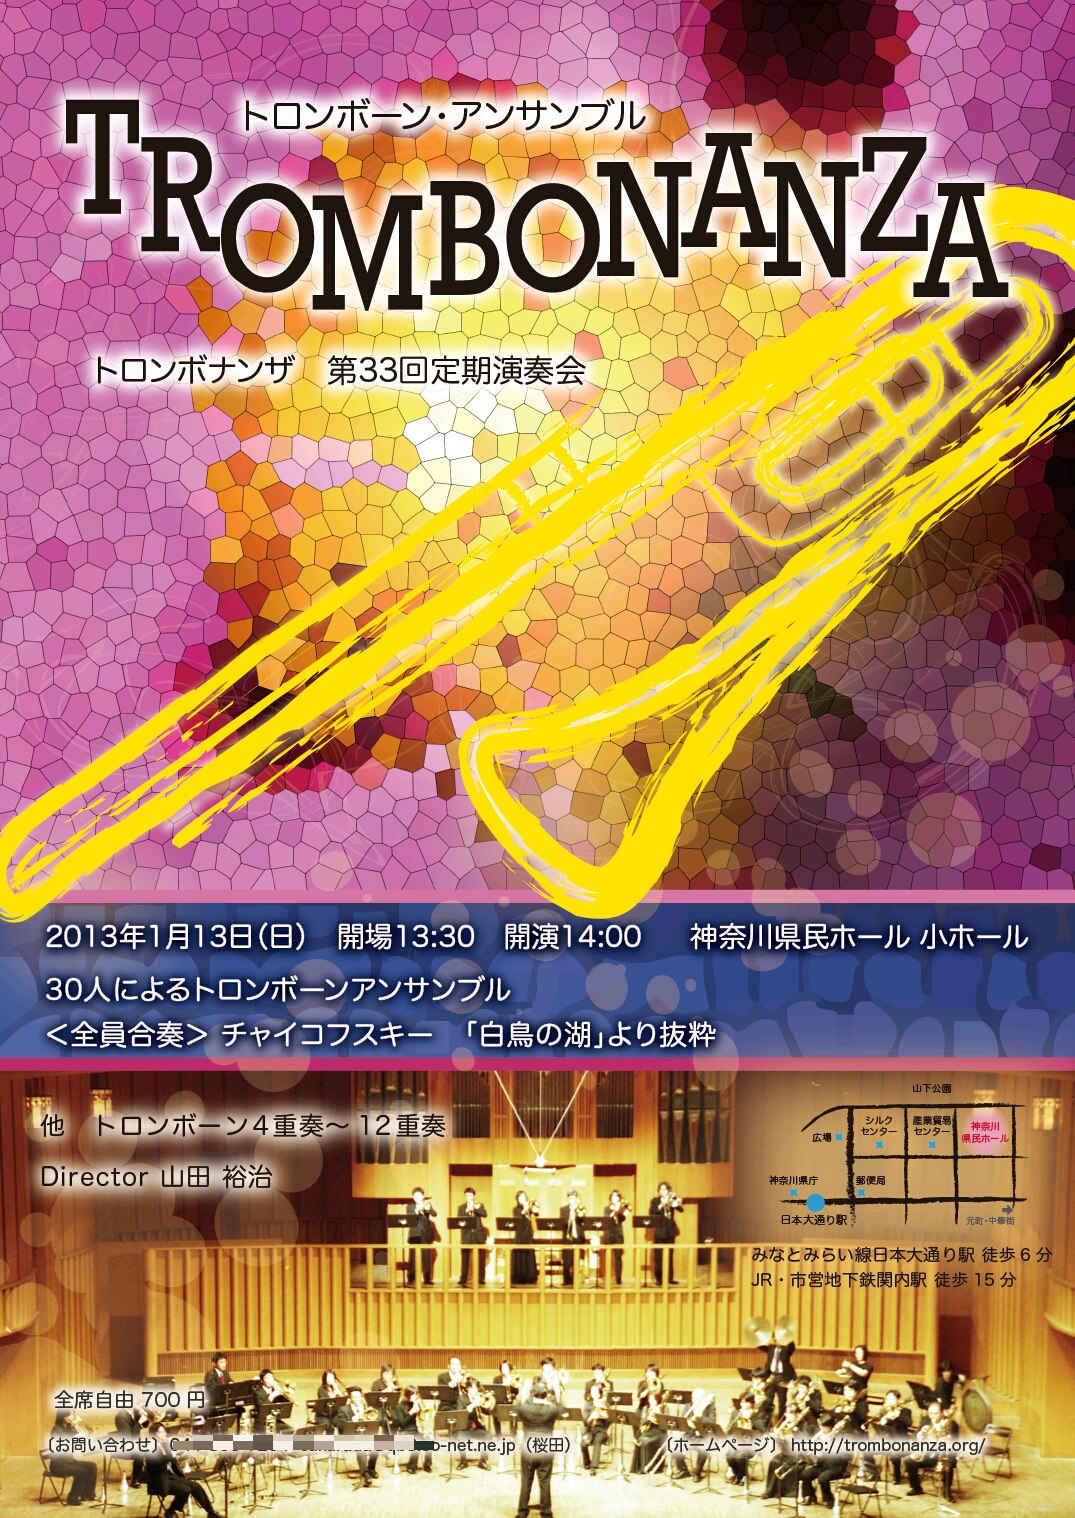 トロンボーン・アンサンブル
TROMBONANZA
トロンボナンザ　第33回定期演奏会
2013年1月13日(日)　開場13:30　開演14:00　神奈川県民ホール 小ホール
30人によるトロンボーンアンサンブル
＜全員合奏＞ チャイコフスキー　「白鳥の湖」より抜粋
他　トロンボーン4重奏〜12重奏
Director 山田 裕治
山下公園
広場
シルク
センター
産業貿易
センター
神奈川
県民ホール
神奈川県庁
郵便局
日本大通り駅
元町・中華街
みなとみらい線日本大通り駅 徒歩 6 分
JR・市営地下鉄関内駅 徒歩 15 分
全席自由 700 円
〔お問い合わせ〕 -net.ne.jp（桜田）　〔ホームページ〕 http://trombonanza.org/